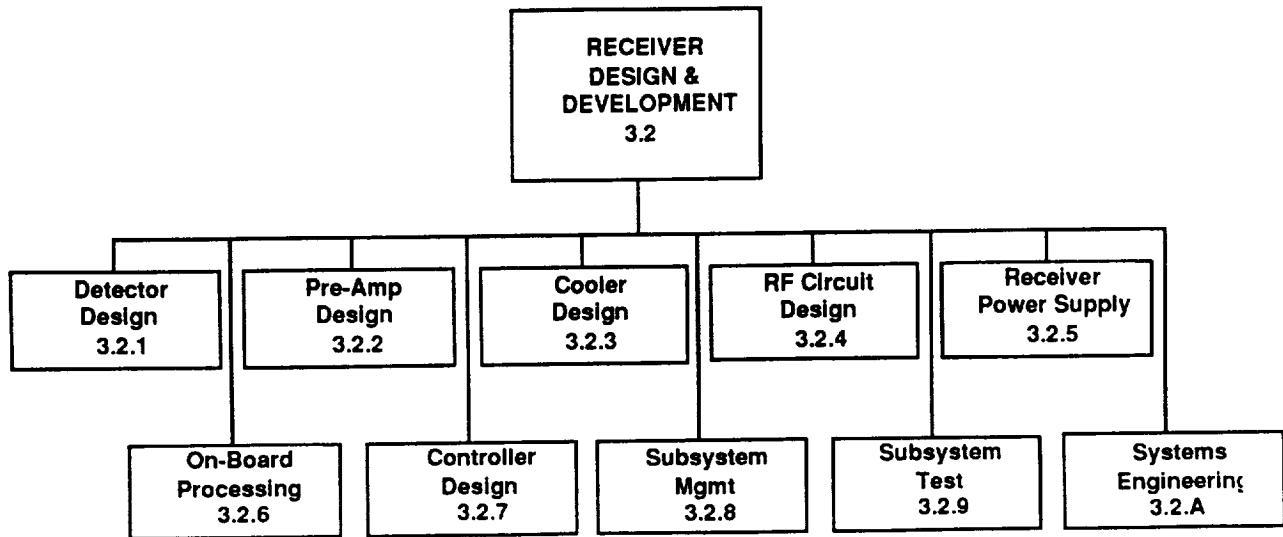 RECEIVER
DESIGN &
DEVELOPMENT
3.2
Detector
Design
3.2.1
Pre-Amp
Design
3.2.2
Cooler
Design
3.2.3
RF Circuit
Design
3.2.4
Receiver
Power Supply
3.2.5
On-Board
Processing
3.2.6
Controller
Design
3.2.7
Subsystem
Mgmt
3.2.8
Subsystem
Test
3.2.9
Systems
Engineering
3.2.A